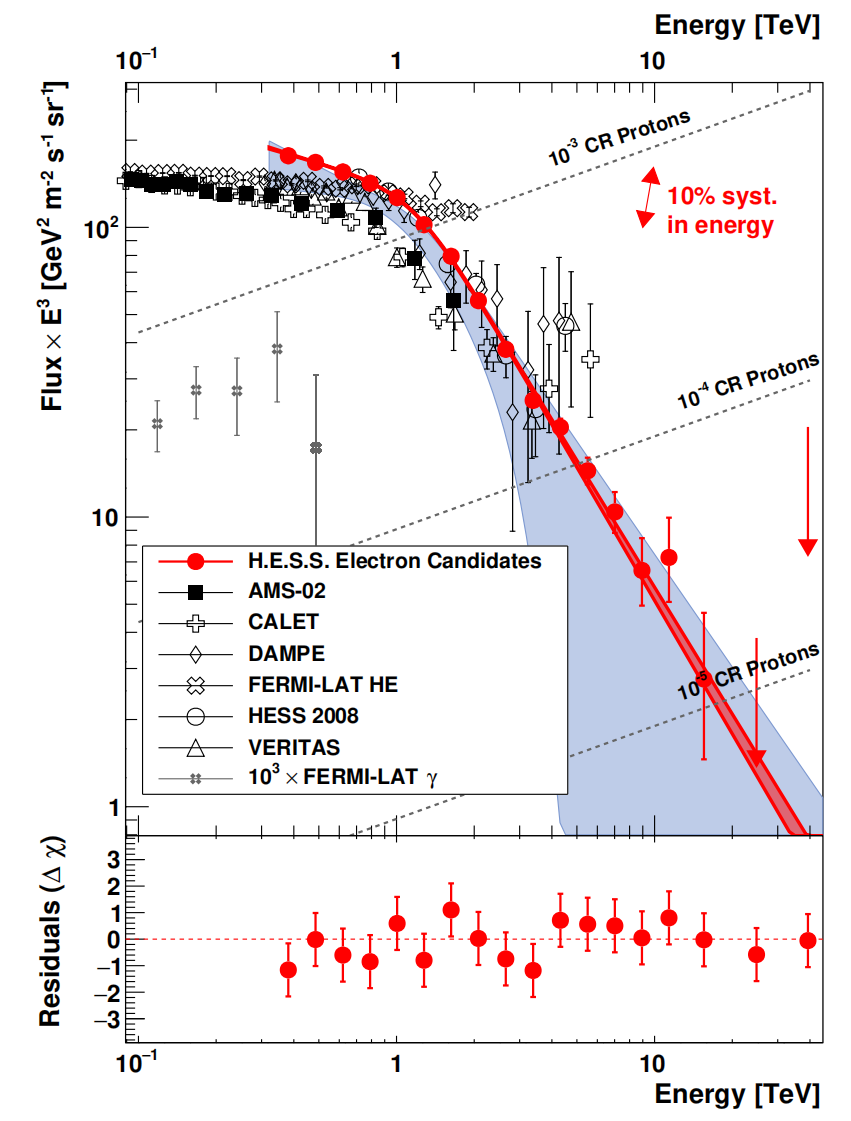 Energy [TeV]
10⁻¹ 1 10
Flux × E³ [GeV² m⁻² s⁻¹ sr⁻¹]
10⁻³ CR Protons
10% syst.
in energy
10²
10⁻⁴ CR Protons
10
H.E.S.S. Electron Candidates
AMS-02
CALET
DAMPE
FERMI-LAT HE
HESS 2008
VERITAS
10³ × FERMI-LAT γ
10⁻⁵ CR Protons
1
Residuals (Δ χ)
3
2
1
0
−1
−2
−3
10⁻¹ 1 10
Energy [TeV]